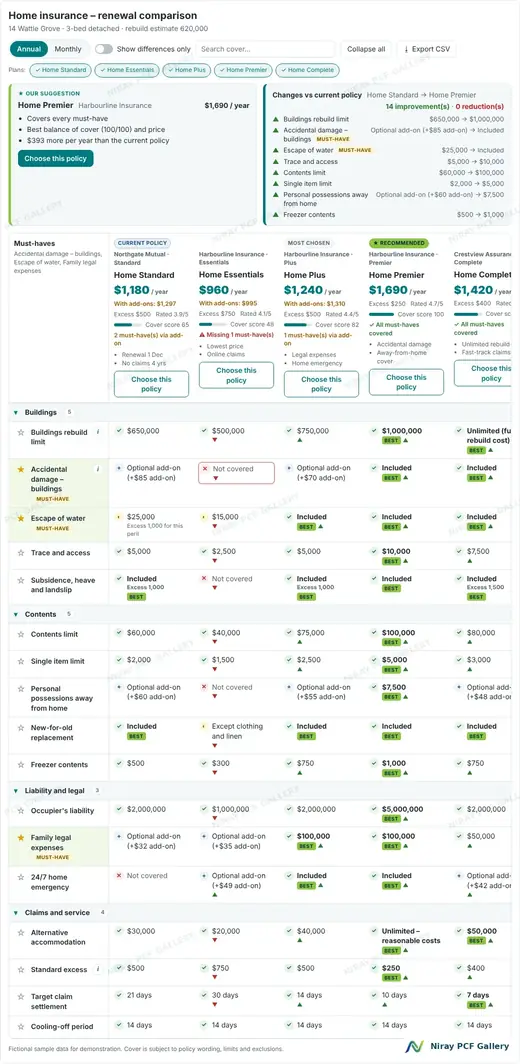 Home insurance – renewal comparison
14 Wattle Grove · 3-bed detached · rebuild estimate 620,000
Annual Monthly Show differences only Search cover... Collapse all Export CSV
Plans: ✓ Home Standard ✓ Home Essentials ✓ Home Plus ✓ Home Premier ✓ Home Complete
★ OUR SUGGESTION
Home Premier Harbourline Insurance $1,690 / year
• Covers every must-have
• Best balance of cover (100/100) and price
• $393 more per year than the current policy
Choose this policy
Changes vs current policy Home Standard → Home Premier
14 improvement(s) · 0 reduction(s)
▲ Buildings rebuild limit $650,000 → $1,000,000
▲ Accidental damage – buildings MUST-HAVE Optional add-on (+$85 add-on) → Included
▲ Escape of water MUST-HAVE $25,000 → Included
▲ Trace and access $5,000 → $10,000
▲ Contents limit $60,000 → $100,000
▲ Single item limit $2,000 → $5,000
▲ Personal possessions away from home Optional add-on (+$60 add-on) → $7,500
▲ Freezer contents $500 → $1,000
Must-haves
Accidental damage – buildings, Escape of water, Family legal expenses
CURRENT POLICY
Northgate Mutual · Standard
Home Standard
$1,180 / year
With add-ons: $1,297
Excess $500 Rated 3.9/5
Cover score 65
2 must-have(s) via add-on
• Renewal 1 Dec
• No claims 4 yrs
Choose this policy
Harbourline Insurance · Essentials
Home Essentials
$960 / year
With add-ons: $995
Excess $750 Rated 4.1/5
Cover score 48
▲ Missing 1 must-have(s)
• Lowest price
• Online claims
Choose this policy
MOST CHOSEN
Harbourline Insurance · Plus
Home Plus
$1,240 / year
With add-ons: $1,310
Excess $500 Rated 4.4/5
Cover score 82
1 must-have(s) via add-on
• Legal expenses
• Home emergency
Choose this policy
★ RECOMMENDED
Harbourline Insurance · Premier
Home Premier
$1,690 / year
Excess $250 Rated 4.7/5
Cover score 100
✓ All must-haves covered
• Accidental damage
• Away-from-home cover
Choose this policy
Crestview Assuranc
Complete
Home Complet
$1,420 / year
Excess $400 Rated
Cover sc
✓ All must-haves covered
• Unlimited rebuild
• Fast-track claims
Choose this policy
▼ Buildings 5
☆ Buildings rebuild limit i ✓ $650,000 ✓ $500,000 ▼ ✓ $750,000 ▲ ✓ $1,000,000 BEST ▲ ✓ Unlimited (fu rebuild cost) BEST ▲
★ Accidental damage – buildings i MUST-HAVE + Optional add-on (+$85 add-on) ✕ Not covered ▼ + Optional add-on (+$70 add-on) ✓ Included BEST ▲ ✓ Included BEST ▲
★ Escape of water MUST-HAVE $25,000 Excess 1,000 for this peril $15,000 ▼ ✓ Included BEST ▲ ✓ Included BEST ▲ ✓ Included BEST ▲
☆ Trace and access ✓ $5,000 ✓ $2,500 ▼ ✓ $5,000 ✓ $10,000 BEST ▲ ✓ $7,500 ▲
☆ Subsidence, heave and landslip ✓ Included Excess 1,000 BEST ✕ Not covered ▼ ✓ Included Excess 1,000 BEST ✓ Included Excess 1,000 BEST ✓ Included Excess 1,500 BEST
▼ Contents 5
☆ Contents limit ✓ $60,000 ✓ $40,000 ▼ ✓ $75,000 ▲ ✓ $100,000 BEST ▲ ✓ $80,000 ▲
☆ Single item limit ✓ $2,000 ✓ $1,500 ▼ ✓ $2,500 ▲ ✓ $5,000 BEST ▲ ✓ $3,000 ▲
☆ Personal possessions away from home + Optional add-on (+$60 add-on) ✕ Not covered ▼ + Optional add-on (+$55 add-on) ✓ $7,500 BEST ▲ + Optional add-o (+$48 add-on
☆ New-for-old replacement ✓ Included BEST Except clothing and linen ▼ ✓ Included BEST ✓ Included BEST ✓ Included BEST
☆ Freezer contents ✓ $500 ✓ $300 ▼ ✓ $750 ▲ ✓ $1,000 BEST ▲ ✓ $750 ▲
▼ Liability and legal 3
☆ Occupier's liability ✓ $2,000,000 ✓ $1,000,000 ▼ ✓ $2,000,000 ✓ $5,000,000 BEST ▲ ✓ $2,000,000
★ Family legal expenses MUST-HAVE + Optional add-on (+$32 add-on) + Optional add-on (+$35 add-on) ✓ $100,000 BEST ▲ ✓ $100,000 BEST ▲ ✓ $50,000 ▲
☆ 24/7 home emergency ✕ Not covered + Optional add-on (+$49 add-on) ▲ ✓ Included BEST ▲ ✓ Included BEST ▲ + Optional add-o (+$42 add-on ▲
▼ Claims and service 4
☆ Alternative accommodation ✓ $30,000 ✓ $20,000 ▼ ✓ $40,000 ▲ ✓ Unlimited – reasonable costs BEST ▲ ✓ $50,000 BEST ▲
☆ Standard excess i ✓ $500 ✓ $750 ▼ ✓ $500 ✓ $250 BEST ▲ ✓ $400 ▲
☆ Target claim settlement ✓ 21 days ✓ 30 days ▼ ✓ 14 days ▲ ✓ 10 days ▲ ✓ 7 days BEST ▲
☆ Cooling-off period ✓ 14 days ✓ 14 days ✓ 14 days ✓ 14 days ✓ 14 days
Fictional sample data for demonstration. Cover is subject to policy wording, limits and exclusions.
Niray PCF Gallery